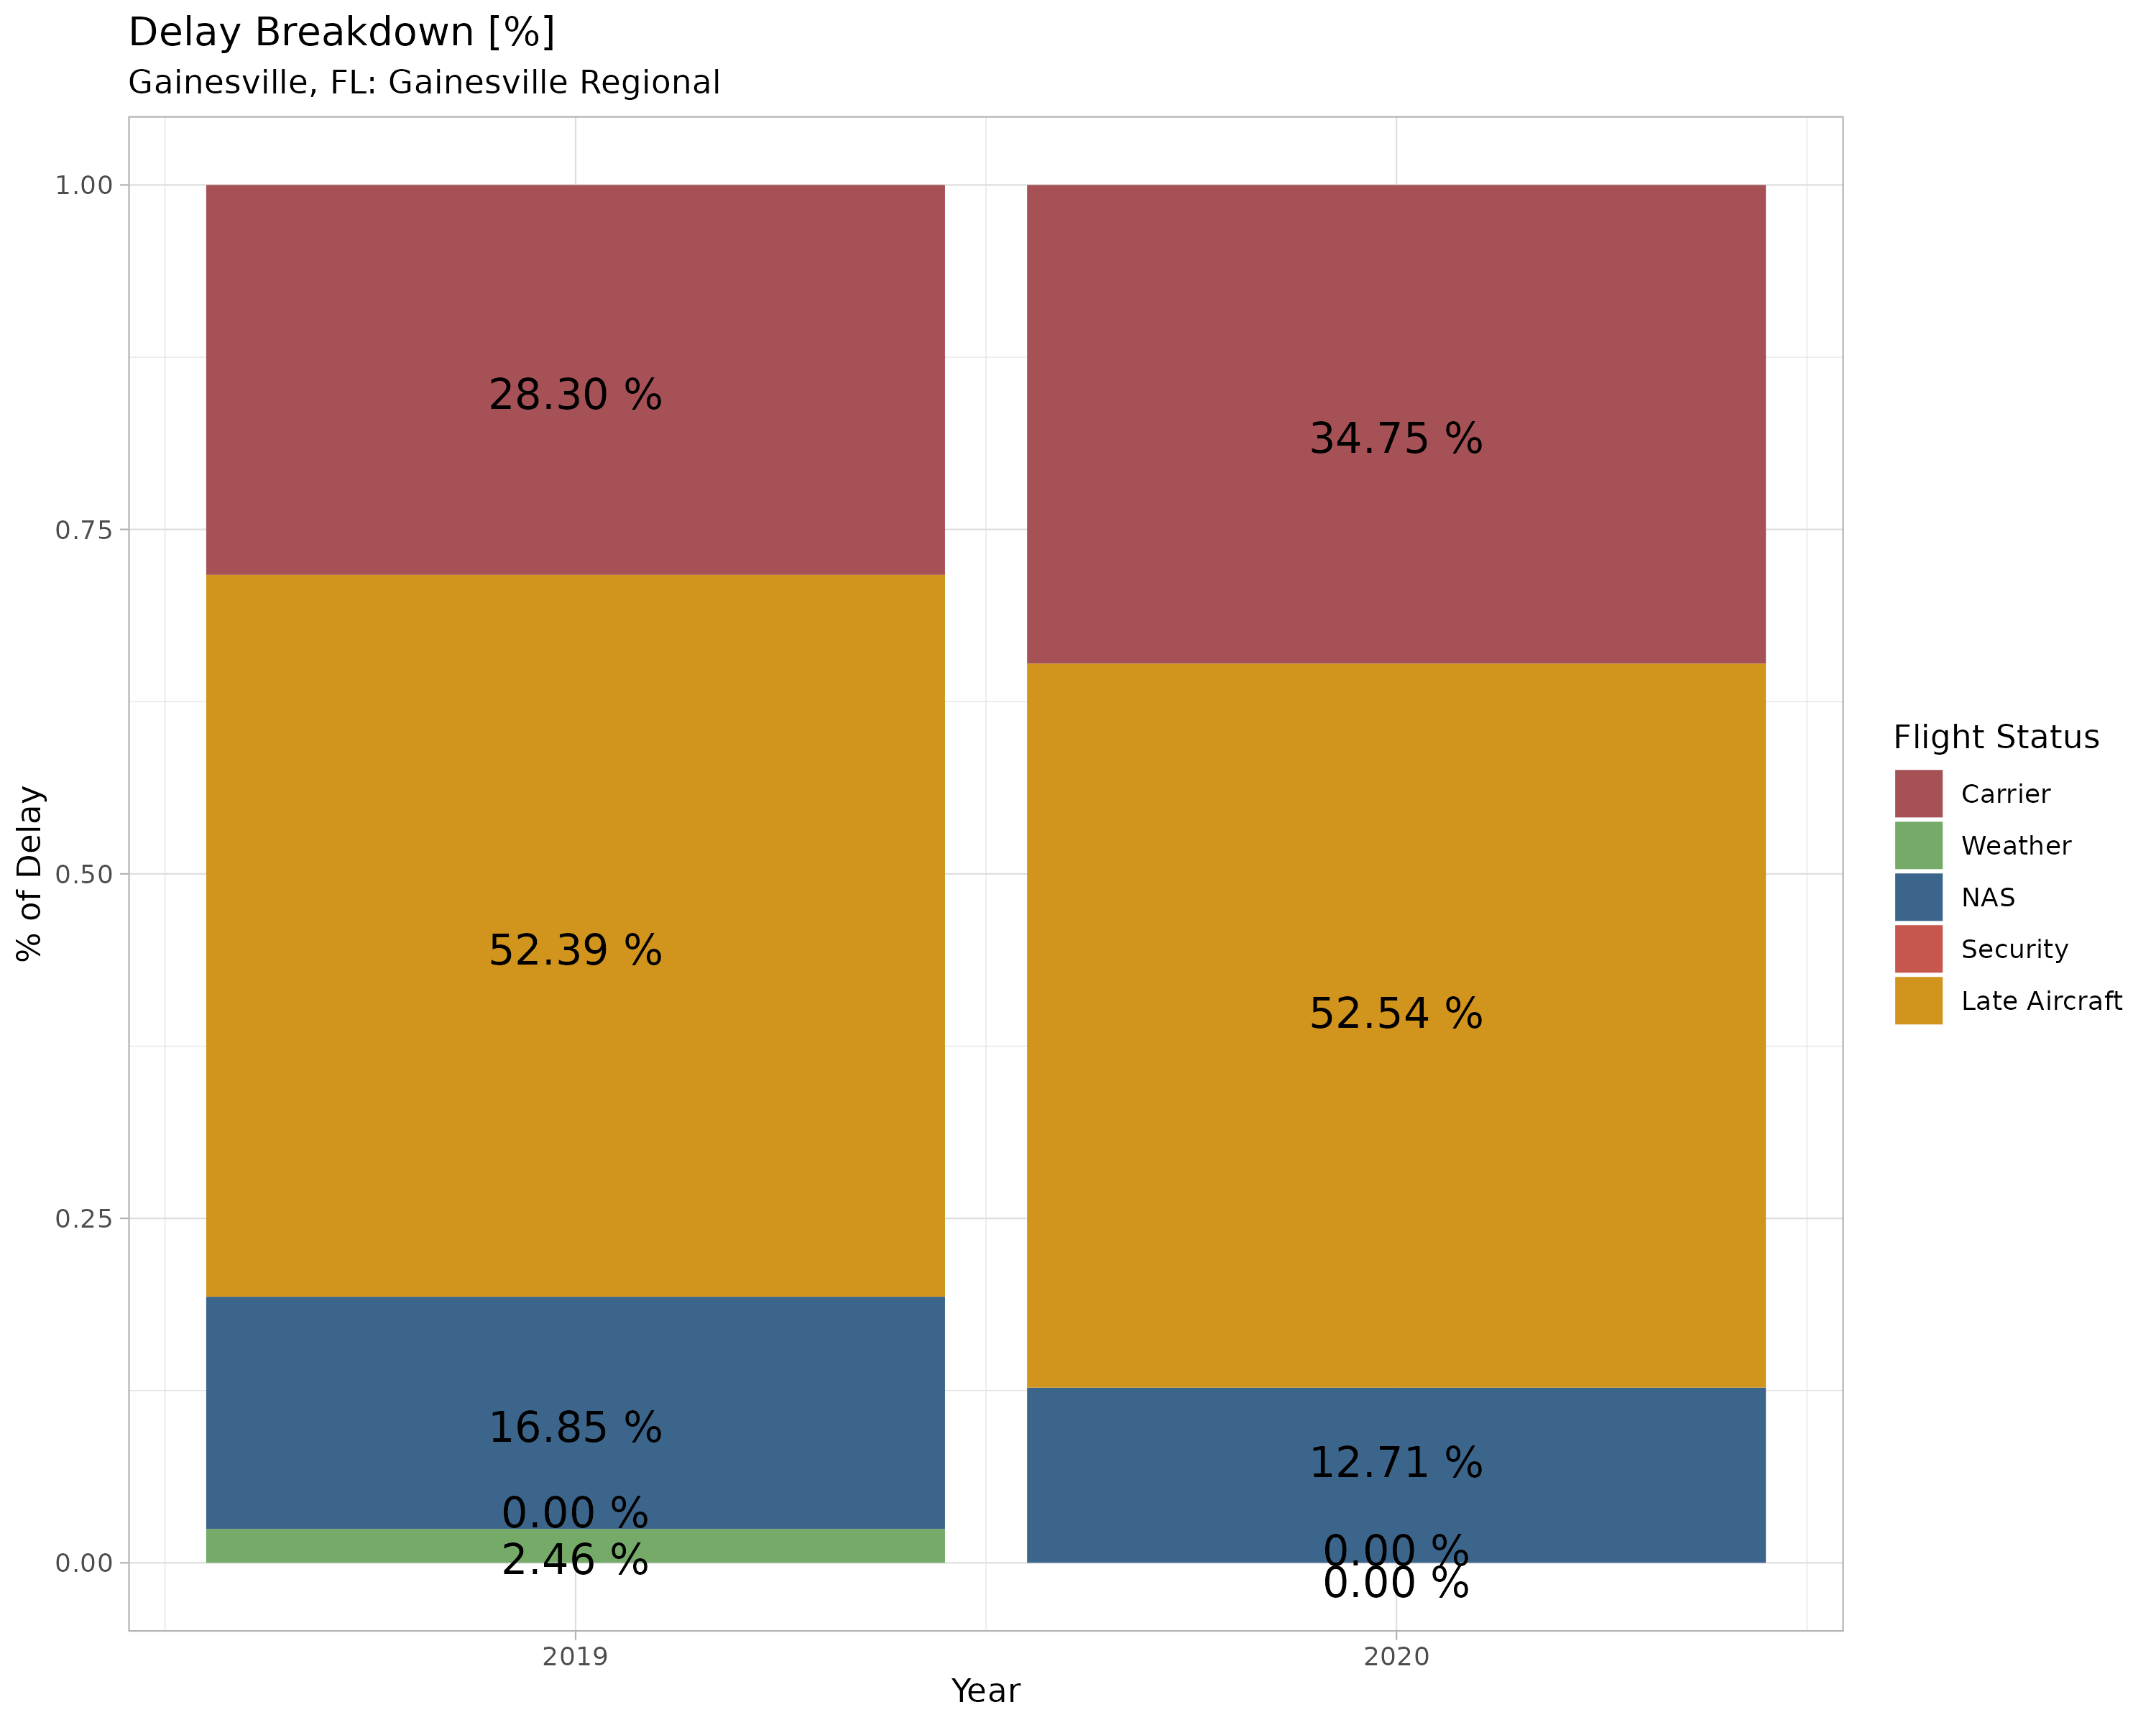 Delay Breakdown [%]
Gainesville, FL: Gainesville Regional
% of Delay
1.00
0.75
0.50
0.25
0.00
28.30 %
52.39 %
16.85 %
0.00 %
2.46 %
34.75 %
52.54 %
12.71 %
0.00 %
0.00 %
2019
2020
Year
Flight Status
Carrier
Weather
NAS
Security
Late Aircraft